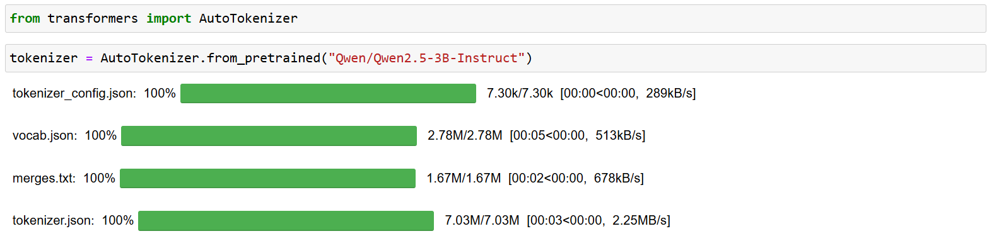 from transformers import AutoTokenizer
tokenizer = AutoTokenizer.from_pretrained("Qwen/Qwen2.5-3B-Instruct")
tokenizer_config.json: 100% 7.30k/7.30k [00:00<00:00, 289kB/s]
vocab.json: 100% 2.78M/2.78M [00:05<00:00, 513kB/s]
merges.txt: 100% 1.67M/1.67M [00:02<00:00, 678kB/s]
tokenizer.json: 100% 7.03M/7.03M [00:03<00:00, 2.25MB/s]